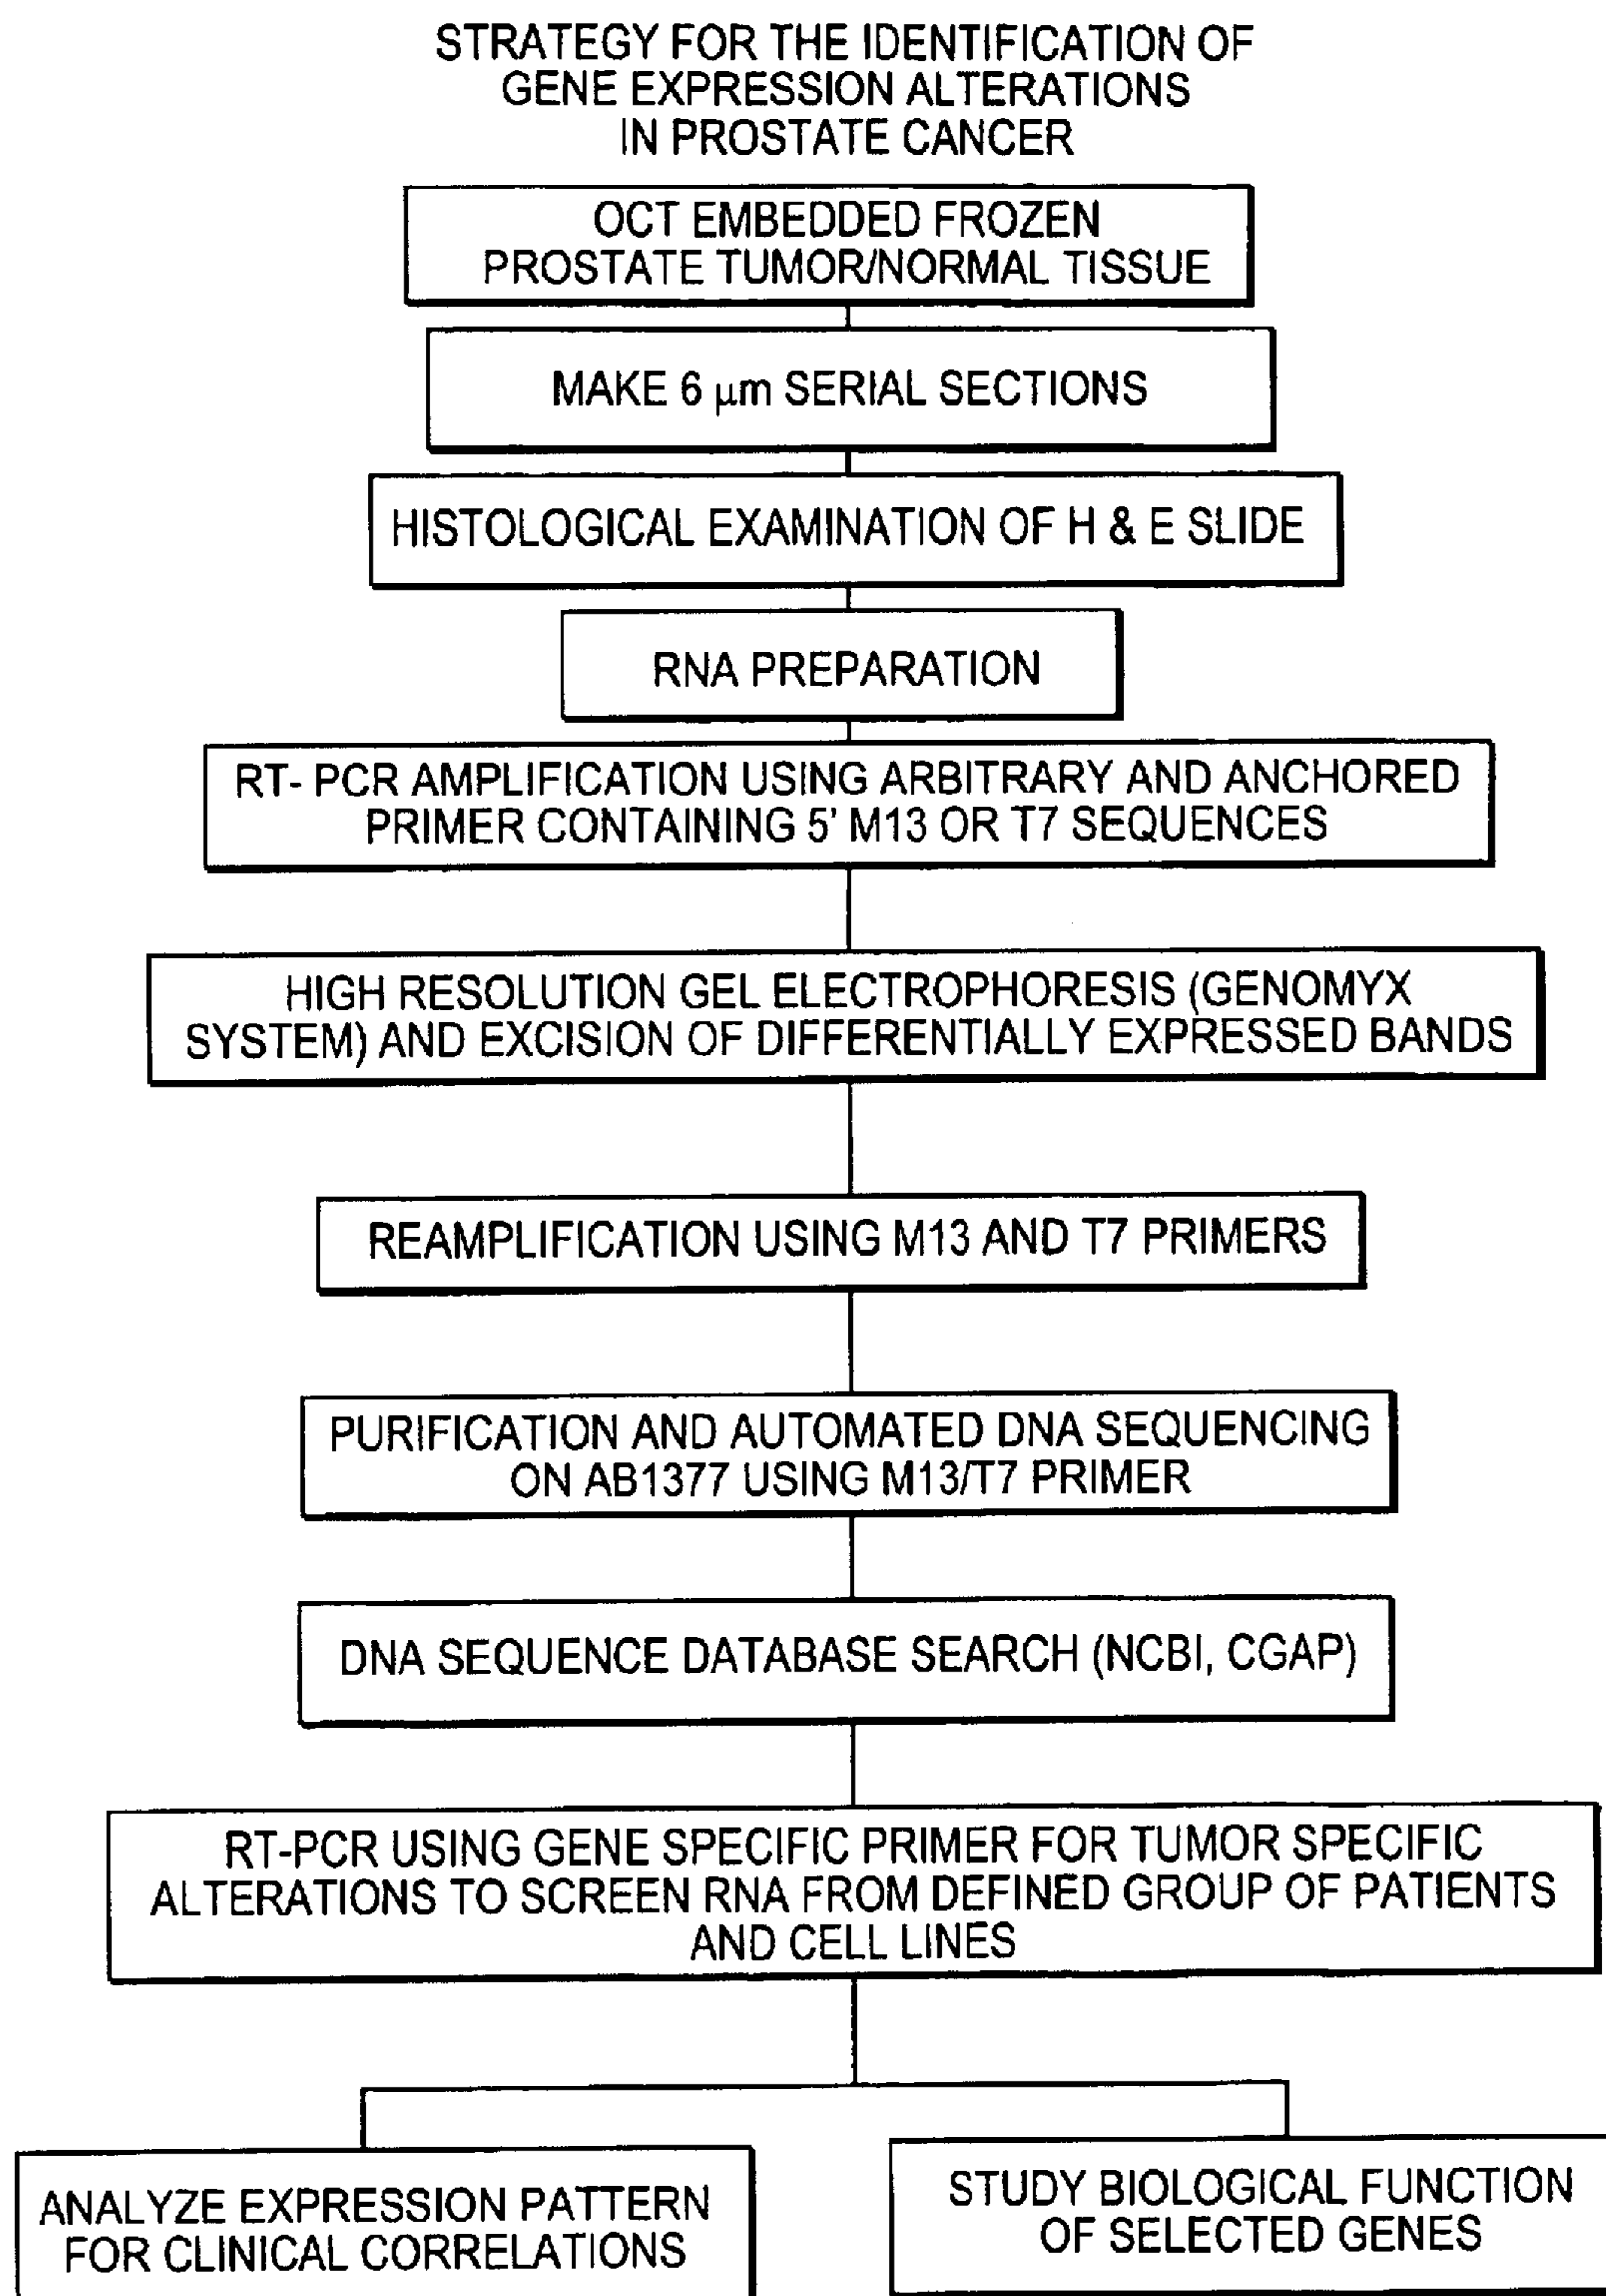 STRATEGY FOR THE IDENTIFICATION OF
GENE EXPRESSION ALTERATIONS
IN PROSTATE CANCER
OCT EMBEDDED FROZEN
PROSTATE TUMOR/NORMAL TISSUE
MAKE 6 µm SERIAL SECTIONS
HISTOLOGICAL EXAMINATION OF H & E SLIDE
RNA PREPARATION
RT- PCR AMPLIFICATION USING ARBITRARY AND ANCHORED
PRIMER CONTAINING 5' M13 OR T7 SEQUENCES
HIGH RESOLUTION GEL ELECTROPHORESIS (GENOMYX
SYSTEM) AND EXCISION OF DIFFERENTIALLY EXPRESSED BANDS
REAMPLIFICATION USING M13 AND T7 PRIMERS
PURIFICATION AND AUTOMATED DNA SEQUENCING
ON AB1377 USING M13/T7 PRIMER
DNA SEQUENCE DATABASE SEARCH (NCBI, CGAP)
RT-PCR USING GENE SPECIFIC PRIMER FOR TUMOR SPECIFIC
ALTERATIONS TO SCREEN RNA FROM DEFINED GROUP OF PATIENTS
AND CELL LINES
ANALYZE EXPRESSION PATTERN
FOR CLINICAL CORRELATIONS
STUDY BIOLOGICAL FUNCTION
OF SELECTED GENES